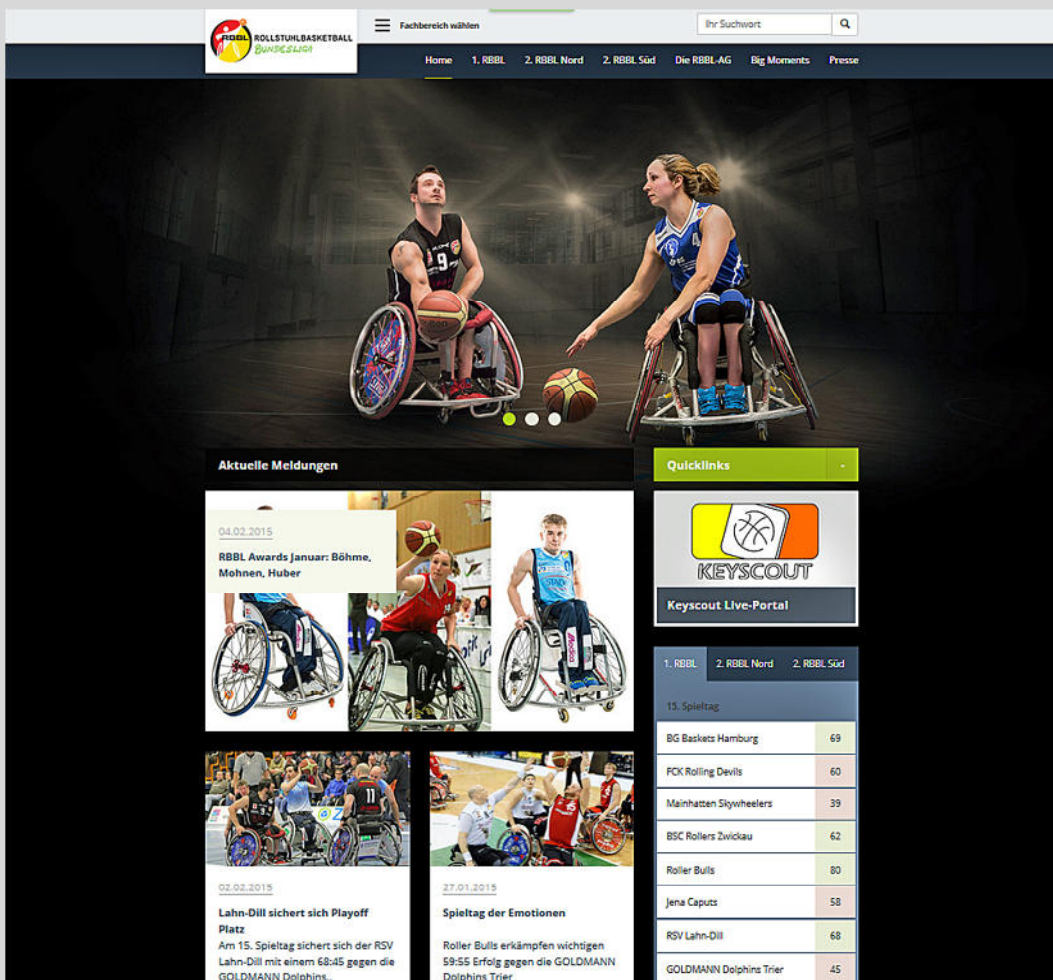 RBBL ROLLSTUHLBASKETBALL
BUNDESLIGA
Fachbereich wählen
Ihr Suchwort
Home 1. RBBL 2. RBBL Nord 2. RBBL Süd Die RBBL-AG Big Moments Presse
9
4
Aktuelle Meldungen
Quicklinks
04.02.2015
RBBL Awards Januar: Böhme,
Mohnen, Huber
KEYSCOUT
Keyscout Live-Portal
1. RBBL 2. RBBL Nord 2. RBBL Süd
15. Spieltag
BG Baskets Hamburg 69
FCK Rolling Devils 60
Mainhatten Skywheelers 39
BSC Rollers Zwickau 62
Roller Bulls 80
Jena Caputs 58
RSV Lahn-Dill 68
GOLDMANN Dolphins Trier 45
11
02.02.2015
Lahn-Dill sichert sich Playoff
Platz
Am 15. Spieltag sichert sich der RSV
Lahn-Dill mit einem 68:45 gegen die
GOLDMANN Dolphins..
27.01.2015
Spieltag der Emotionen
Roller Bulls erkämpfen wichtigen
59:55 Erfolg gegen die GOLDMANN
Dolphins Trier